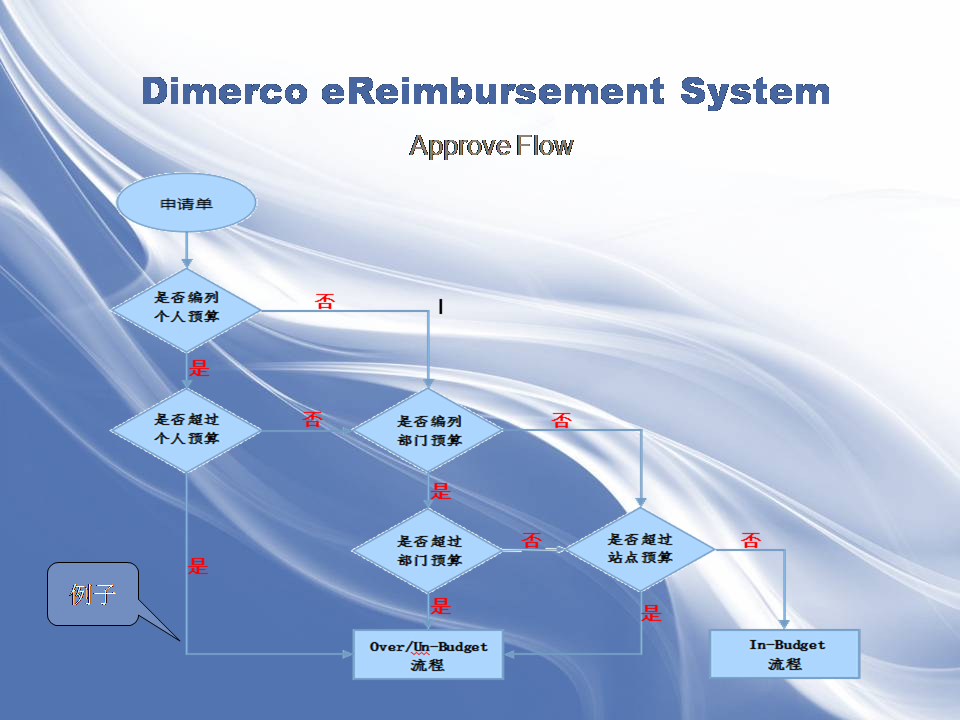 Dimerco eReimbursement System
Approve Flow
申请单
是否编列
个人预算
否
是
是否超过
个人预算
否
是否编列
部门预算
否
是
是否超过
部门预算
否
是否超过
站点预算
否
是
例子
是
是
Over/Un-Budget
流程
In-Budget
流程